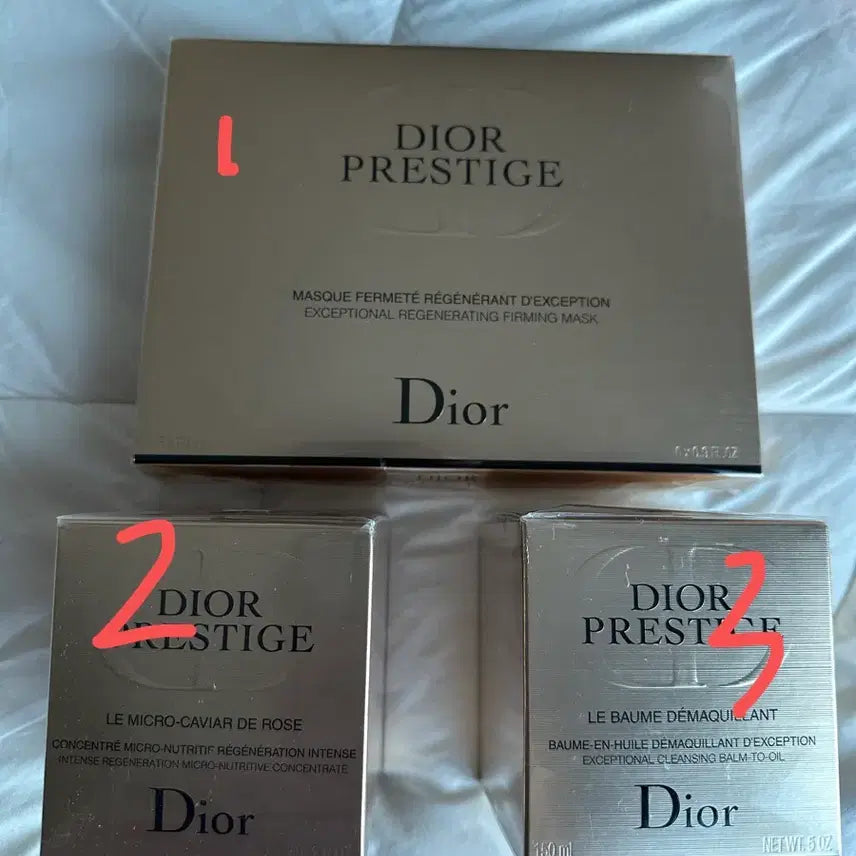 1
DIOR
PRESTIGE
MASQUE FERMETÉ RÉGÉNÉRANT D'EXCEPTION
EXCEPTIONAL REGENERATING FIRMING MASK
Dior
DIOR
2
DIOR
PRESTIGE
LE MICRO-CAVIAR DE ROSE
CONCENTRÉ MICRO-NUTRITIF RÉGÉNÉRATION INTENSE
INTENSE REGENERATION MICRO-NUTRITIVE CONCENTRATE
Dior
3
DIOR
PRESTIGE
LE BAUME DÉMAQUILLANT
BAUME-EN-HUILE DÉMAQUILLANT D'EXCEPTION
EXCEPTIONAL CLEANSING BALM-TO-OIL
Dior
150 ml NET WT. 5 OZ